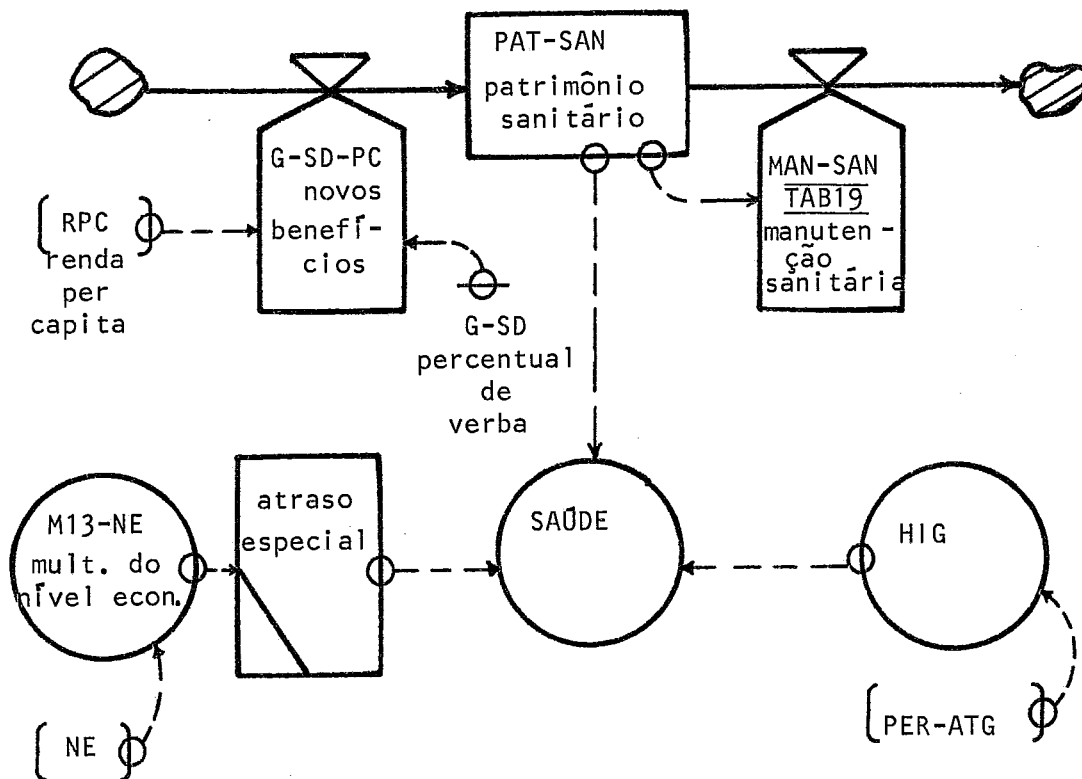 PAT-SAN
patrimônio
sanitário
G-SD-PC
novos
benefí-
cios
MAN-SAN
TAB19
manuten-
ção
sanitária
RPC
renda
per
capita
G-SD
percentual
de
verba
M13-NE
mult. do
nível econ.
atraso
especial
SAÚDE
HIG
NE
PER-ATG